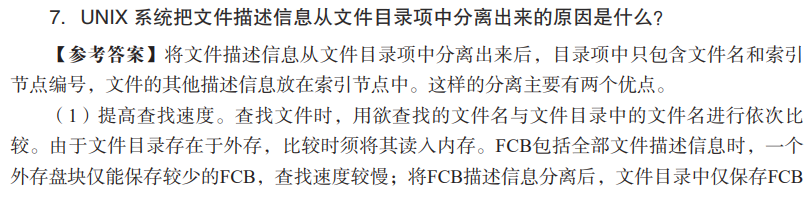 7. UNIX 系统把文件描述信息从文件目录项中分离出来的原因是什么？
【参考答案】将文件描述信息从文件目录项中分离出来后，目录项中只包含文件名和索引
节点编号，文件的其他描述信息放在索引节点中。这样的分离主要有两个优点。
（1）提高查找速度。查找文件时，用欲查找的文件名与文件目录中的文件名进行依次比
较。由于文件目录存在于外存，比较时须将其读入内存。FCB包括全部文件描述信息时，一个
外存盘块仅能保存较少的FCB，查找速度较慢；将FCB描述信息分离后，文件目录中仅保存FCB